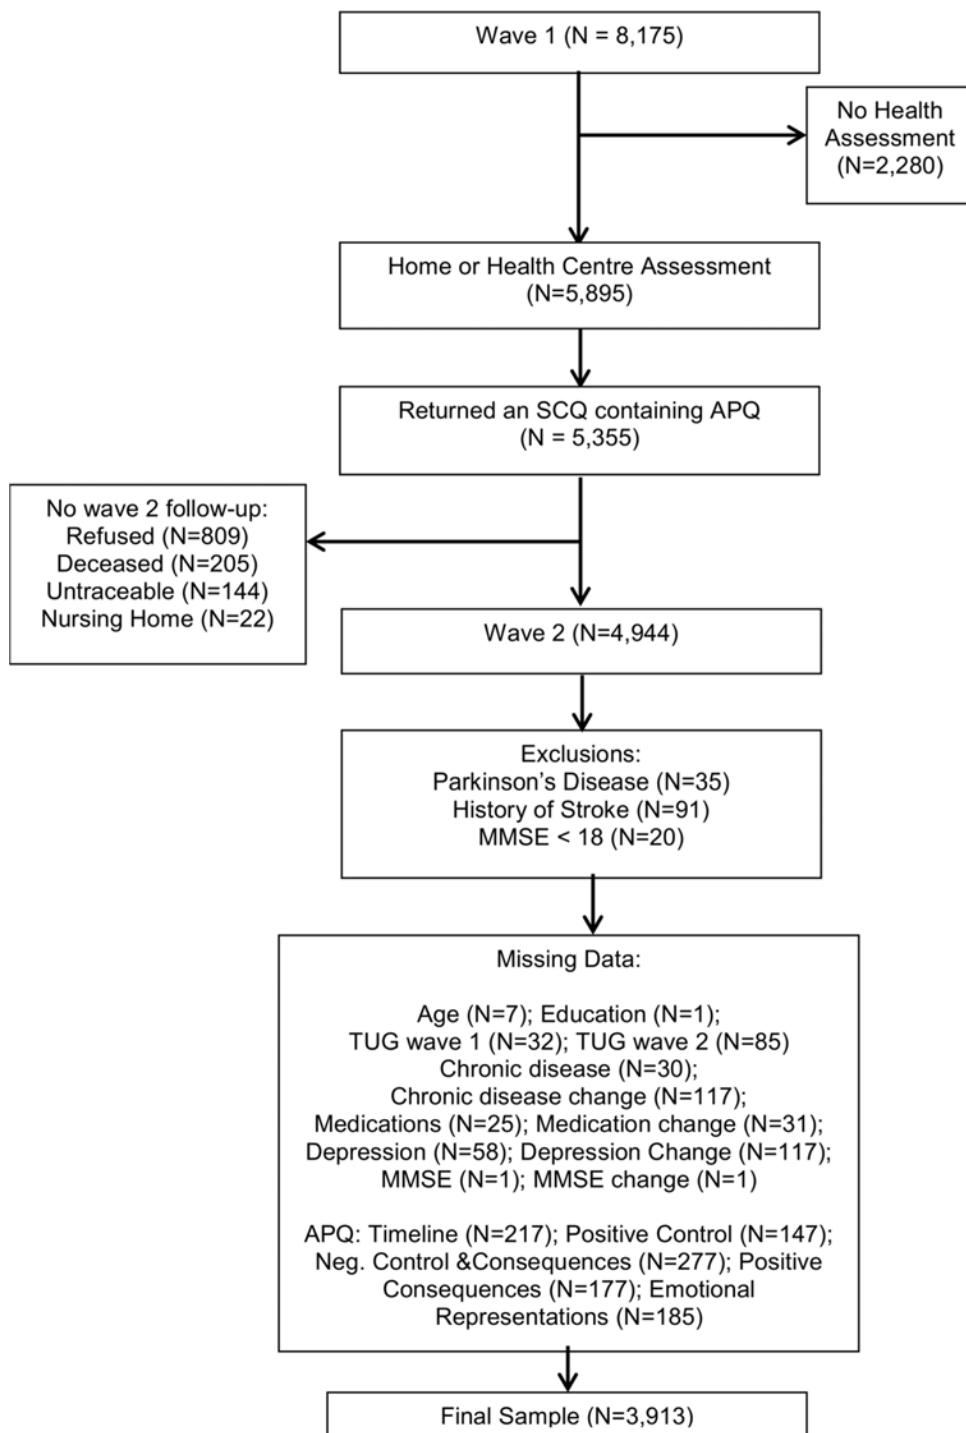 Wave 1 (N = 8,175)
No Health
Assessment
(N=2,280)
Home or Health Centre Assessment
(N=5,895)
Returned an SCQ containing APQ
(N = 5,355)
No wave 2 follow-up:
Refused (N=809)
Deceased (N=205)
Untraceable (N=144)
Nursing Home (N=22)
Wave 2 (N=4,944)
Exclusions:
Parkinson's Disease (N=35)
History of Stroke (N=91)
MMSE < 18 (N=20)
Missing Data:
Age (N=7); Education (N=1);
TUG wave 1 (N=32); TUG wave 2 (N=85)
Chronic disease (N=30);
Chronic disease change (N=117);
Medications (N=25); Medication change (N=31);
Depression (N=58); Depression Change (N=117);
MMSE (N=1); MMSE change (N=1)
APQ: Timeline (N=217); Positive Control (N=147);
Neg. Control &Consequences (N=277); Positive
Consequences (N=177); Emotional
Representations (N=185)
Final Sample (N=3,913)